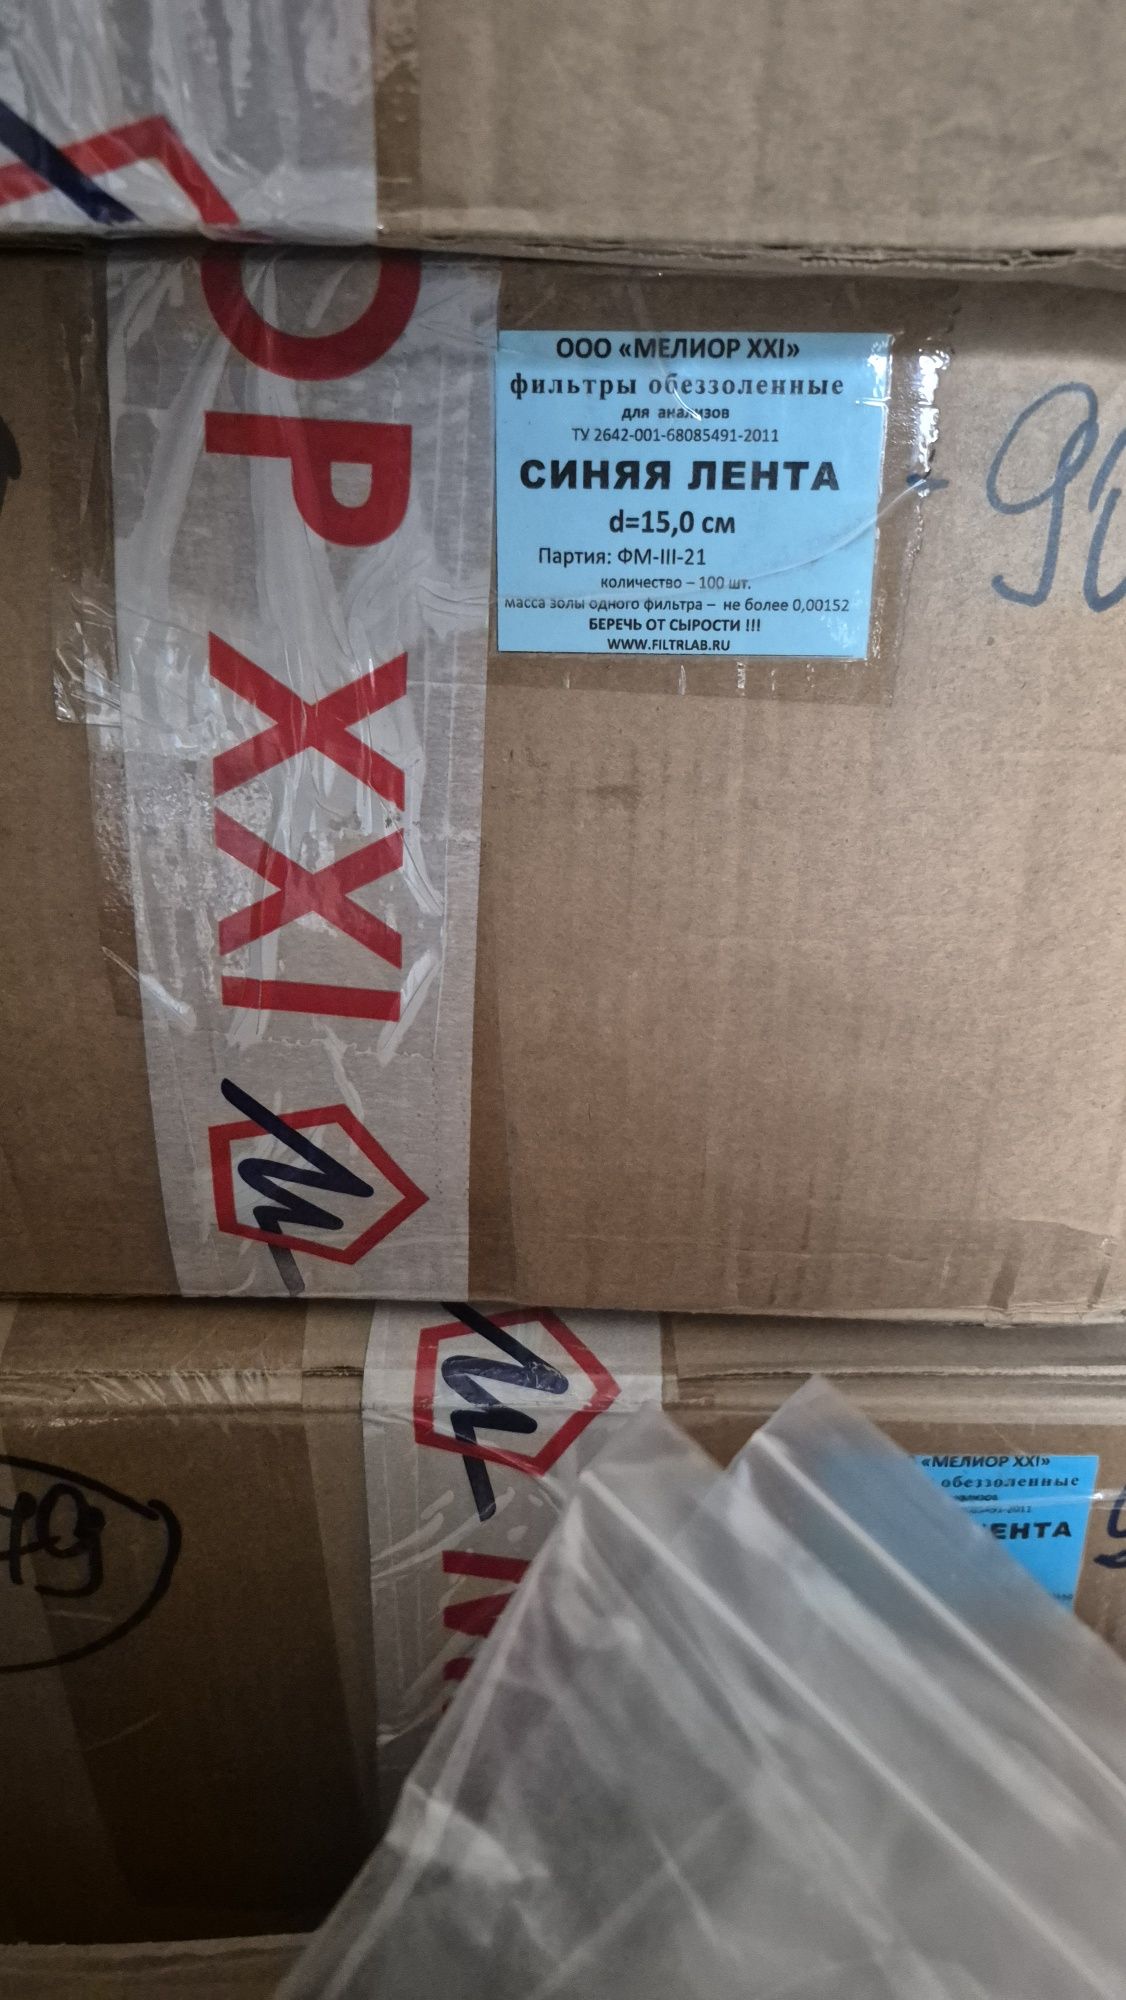 ОР XXI
ООО «МЕЛИОР XXI»
фильтры обеззоленные
для анализов
ТУ 2642-001-68085491-2011
СИНЯЯ ЛЕНТА
d=15,0 см
Партия: ФМ-III-21
количество – 100 шт.
масса золы одного фильтра – не более 0,00152
БЕРЕЧЬ ОТ СЫРОСТИ !!!
WWW.FILTRLAB.RU
«МЕЛИОР XXI»
обеззоленные
ЕНТА